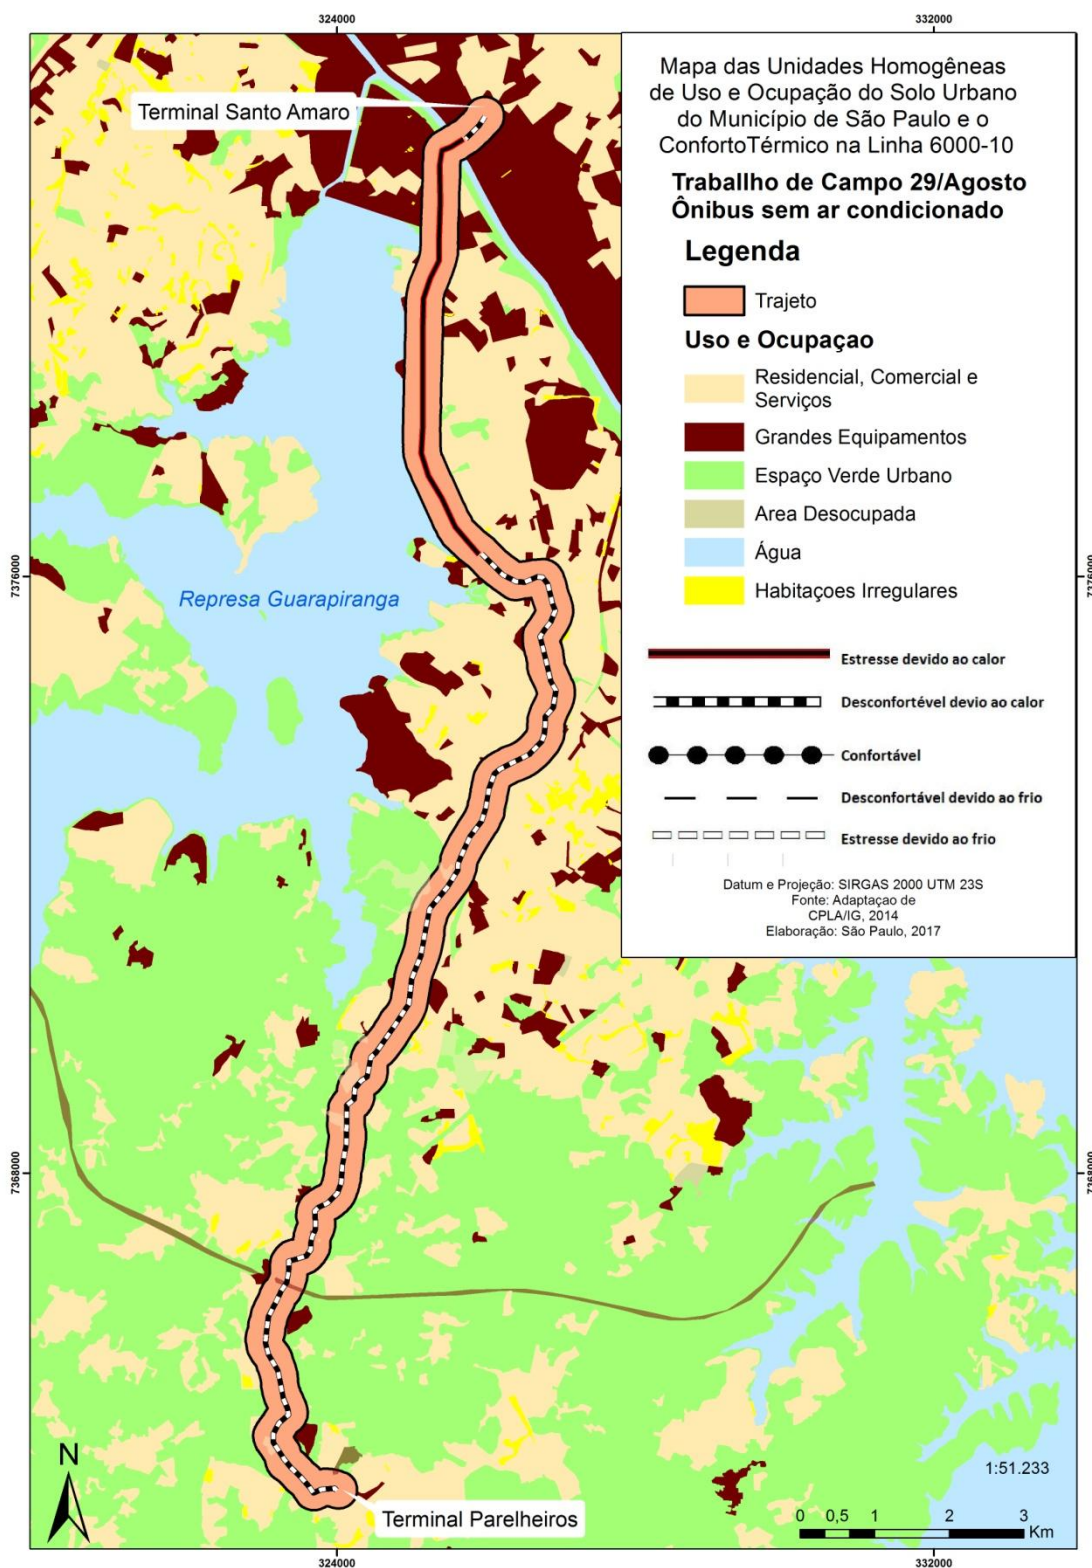 324000
332000
Terminal Santo Amaro
Mapa das Unidades Homogêneas
de Uso e Ocupação do Solo Urbano
do Município de São Paulo e o
ConfortoTérmico na Linha 6000-10
Traballho de Campo 29/Agosto
Ônibus sem ar condicionado
Legenda
Trajeto
Uso e Ocupaçao
Residencial, Comercial e
Serviços
Grandes Equipamentos
Espaço Verde Urbano
Area Desocupada
Água
Habitaçoes Irregulares
7376000
7376000
Represa Guarapiranga
Estresse devido ao calor
Desconfortével devio ao calor
Confortável
Desconfortável devido ao frio
Estresse devido ao frio
Datum e Projeção: SIRGAS 2000 UTM 23S
Fonte: Adaptaçao de
CPLA/IG, 2014
Elaboração: São Paulo, 2017
7368000
7368000
N
1:51.233
Terminal Parelheiros
0 0,5 1 2 3
Km
324000
332000